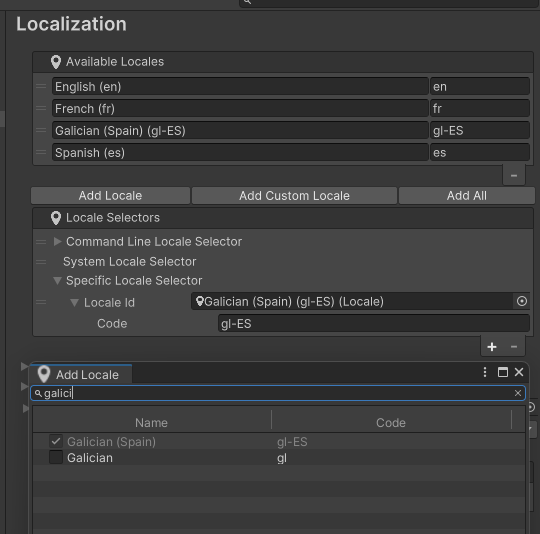 Localization
Available Locales
English (en) en
French (fr) fr
Galician (Spain) (gl-ES) gl-ES
Spanish (es) es
Add Locale Add Custom Locale Add All
Locale Selectors
Command Line Locale Selector
System Locale Selector
Specific Locale Selector
Locale Id Galician (Spain) (gl-ES) (Locale)
Code gl-ES
Add Locale
galici
Name Code
Galician (Spain) gl-ES
Galician gl